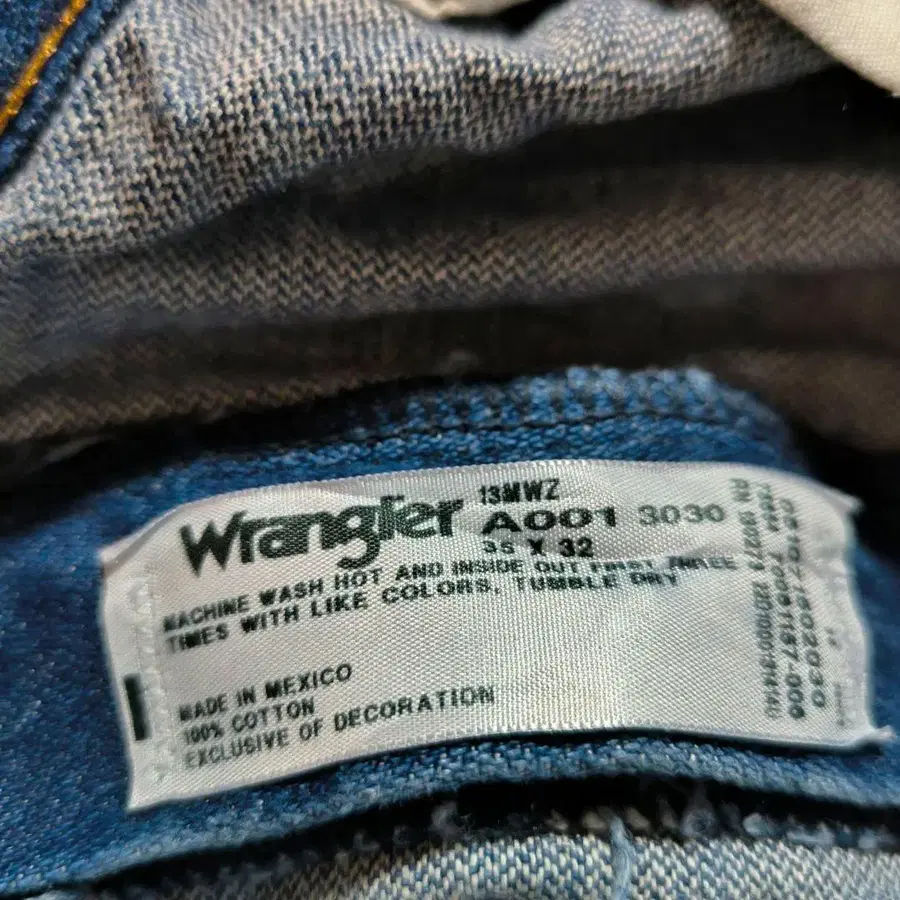 Wrangler
13MWZ
A001 3030
35 X 32
MACHINE WASH HOT AND INSIDE OUT FIRST THREE
TIMES WITH LIKE COLORS, TUMBLE DRY
MADE IN MEXICO
100% COTTON
EXCLUSIVE OF DECORATION